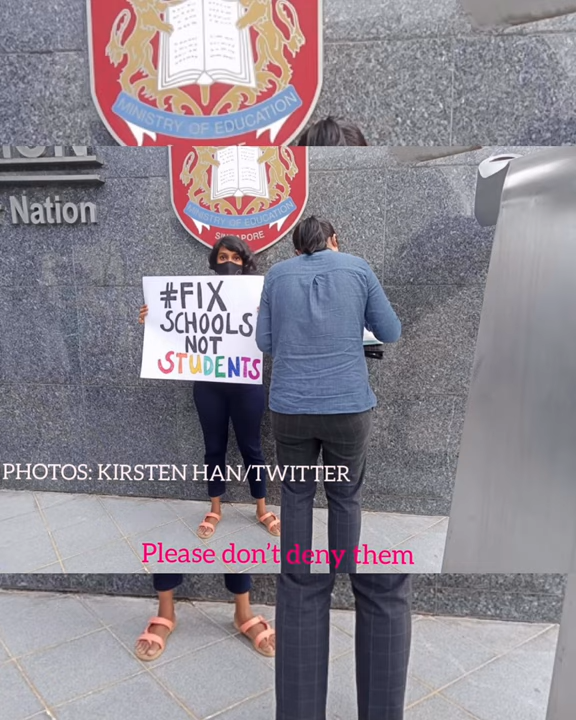 MINISTRY OF EDUCATION
Nation
MINISTRY OF EDUCATION
SINGAPORE
#FIX
SCHOOLS
NOT
STUDENTS
PHOTOS: KIRSTEN HAN/TWITTER
Please don't deny them